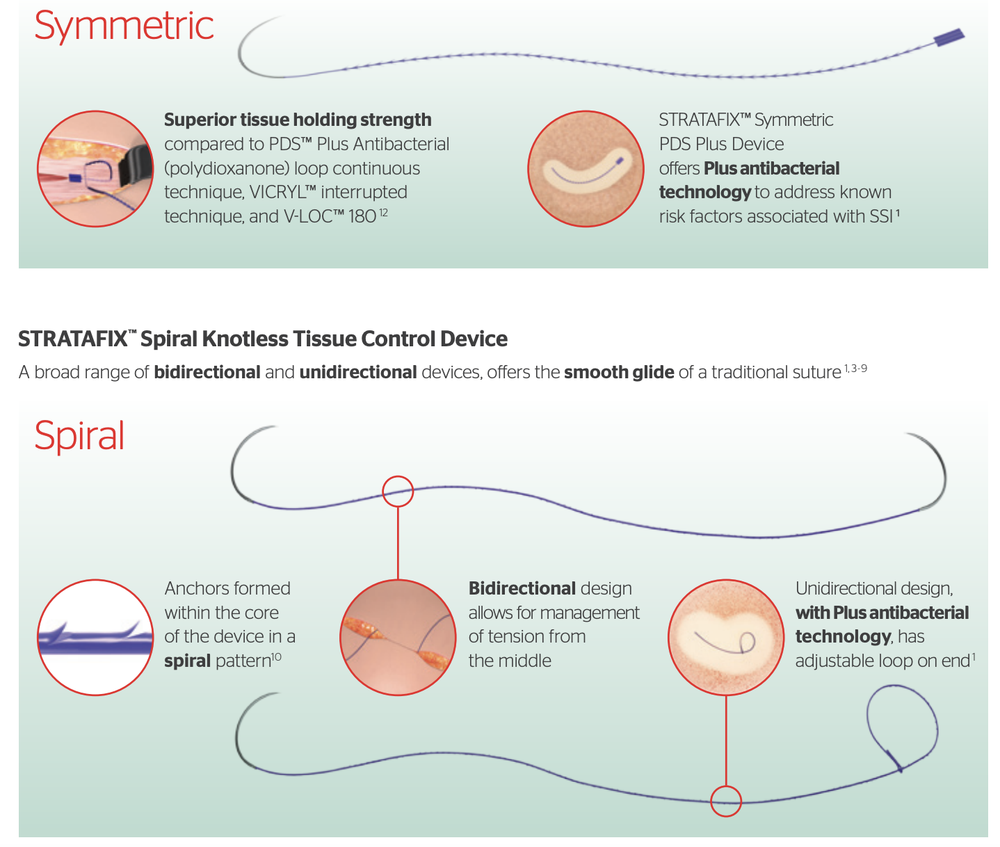 Symmetric
Superior tissue holding strength
compared to PDS™ Plus Antibacterial
(polydioxanone) loop continuous
technique, VICRYL™ interrupted
technique, and V-LOC™ 180 12
STRATAFIX™ Symmetric
PDS Plus Device
offers Plus antibacterial
technology to address known
risk factors associated with SSI 1
STRATAFIX™ Spiral Knotless Tissue Control Device
A broad range of bidirectional and unidirectional devices, offers the smooth glide of a traditional suture 1,3-9
Spiral
Anchors formed
within the core
of the device in a
spiral pattern10
Bidirectional design
allows for management
of tension from
the middle
Unidirectional design,
with Plus antibacterial
technology, has
adjustable loop on end1